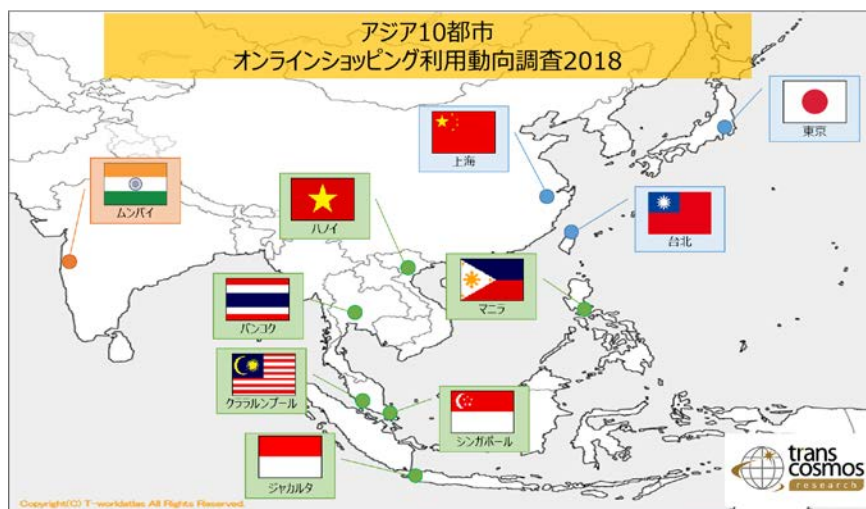 アジア10都市
オンラインショッピング利用動向調査2018
東京
上海
ムンバイ
ハノイ
台北
マニラ
バンコク
クララルンプール
シンガポール
ジャカルタ
trans
cosmos
research
Copyright(C) T-worldatlas All Rights Reserved.